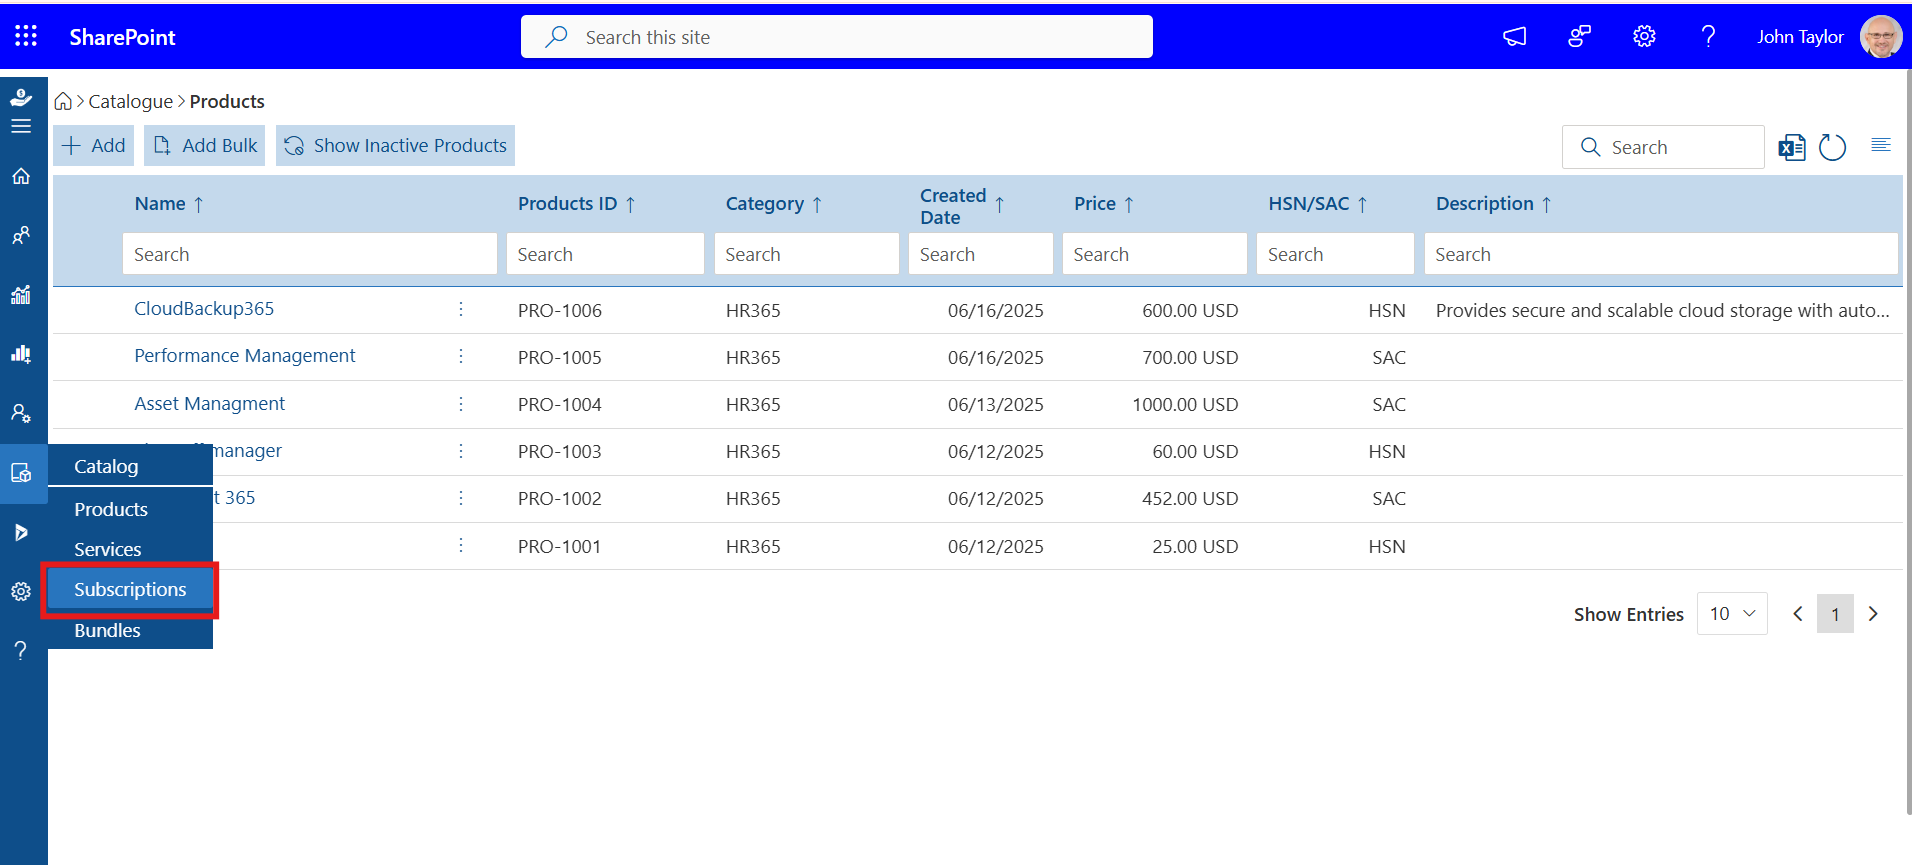 SharePoint
Search this site
John Taylor
Catalogue > Products
Add
Add Bulk
Show Inactive Products
Search
Name ↑ Products ID ↑ Category ↑ Created Date ↑ Price ↑ HSN/SAC ↑ Description ↑
Search Search Search Search Search Search Search
CloudBackup365 PRO-1006 HR365 06/16/2025 600.00 USD HSN Provides secure and scalable cloud storage with auto...
Performance Management PRO-1005 HR365 06/16/2025 700.00 USD SAC
Asset Managment PRO-1004 HR365 06/13/2025 1000.00 USD SAC
manager PRO-1003 HR365 06/12/2025 60.00 USD HSN
365 PRO-1002 HR365 06/12/2025 452.00 USD SAC
PRO-1001 HR365 06/12/2025 25.00 USD HSN
Catalog
Products
Services
Subscriptions
Bundles
Show Entries 10 < 1 >